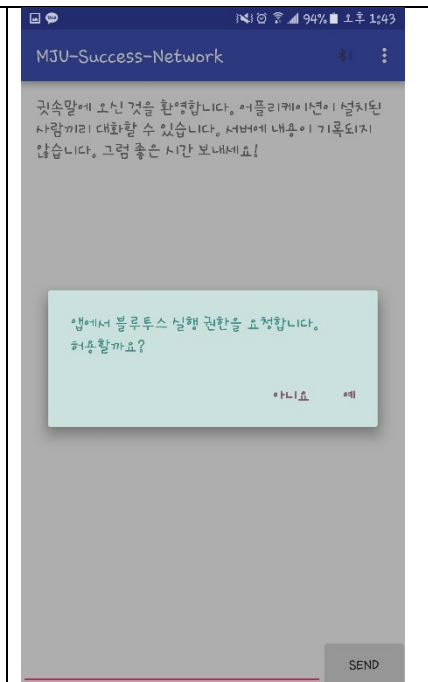 94% 오후 1:43
MJU-Success-Network
귓속말에 오신 것을 환영합니다. 어플리케이션이 설치된
사람끼리 대화할 수 있습니다. 서버에 내용이 기록되지
않습니다. 그럼 좋은 시간 보내세요!
앱에서 블루투스 실행 권한을 요청합니다.
허용할까요?
아니요 예
SEND